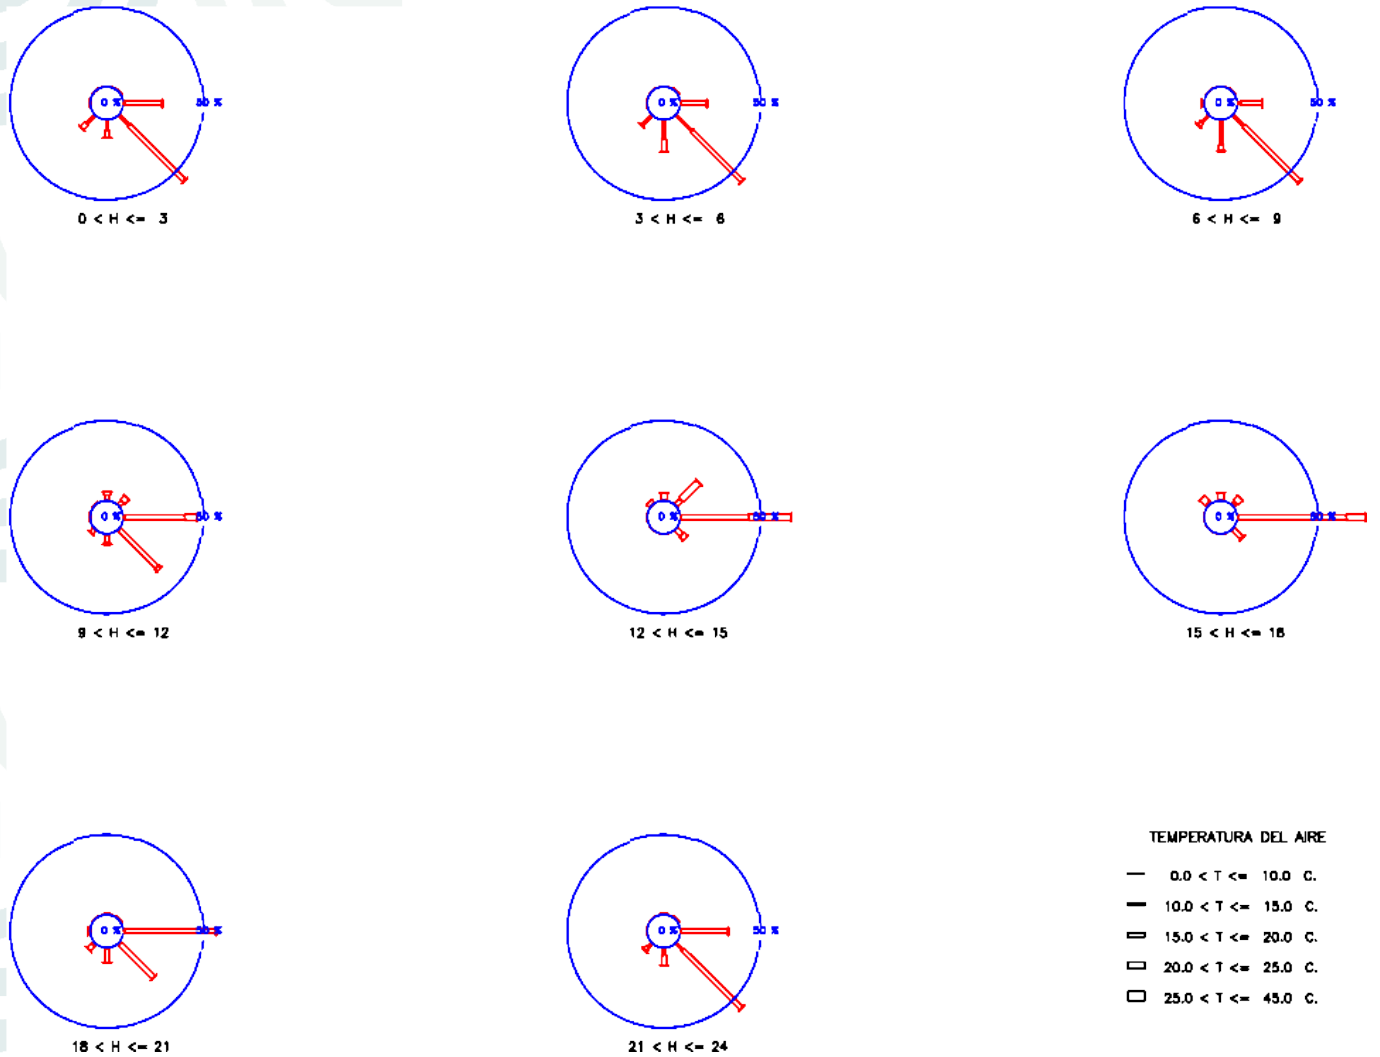 0 % 50 %
0 < H <= 3
0 % 50 %
3 < H <= 6
0 % 50 %
6 < H <= 9
0 % 50 %
9 < H <= 12
0 % 50 %
12 < H <= 15
0 % 50 %
15 < H <= 18
0 % 50 %
18 < H <= 21
0 % 50 %
21 < H <= 24
TEMPERATURA DEL AIRE
0.0 < T <= 10.0 C.
10.0 < T <= 15.0 C.
15.0 < T <= 20.0 C.
20.0 < T <= 25.0 C.
25.0 < T <= 45.0 C.